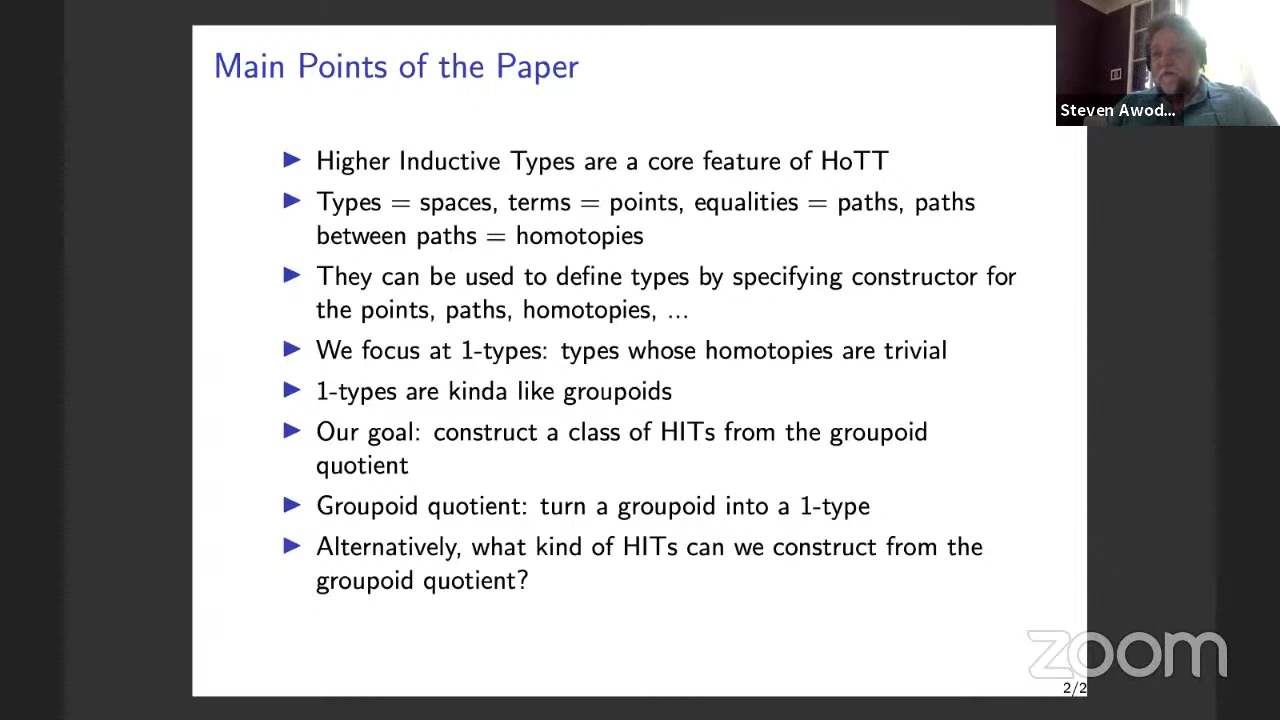 Main Points of the Paper
Steven Awod...
Higher Inductive Types are a core feature of HoTT
Types = spaces, terms = points, equalities = paths, paths
between paths = homotopies
They can be used to define types by specifying constructor for
the points, paths, homotopies, ...
We focus at 1-types: types whose homotopies are trivial
1-types are kinda like groupoids
Our goal: construct a class of HITs from the groupoid
quotient
Groupoid quotient: turn a groupoid into a 1-type
Alternatively, what kind of HITs can we construct from the
groupoid quotient?
zoom
2/2